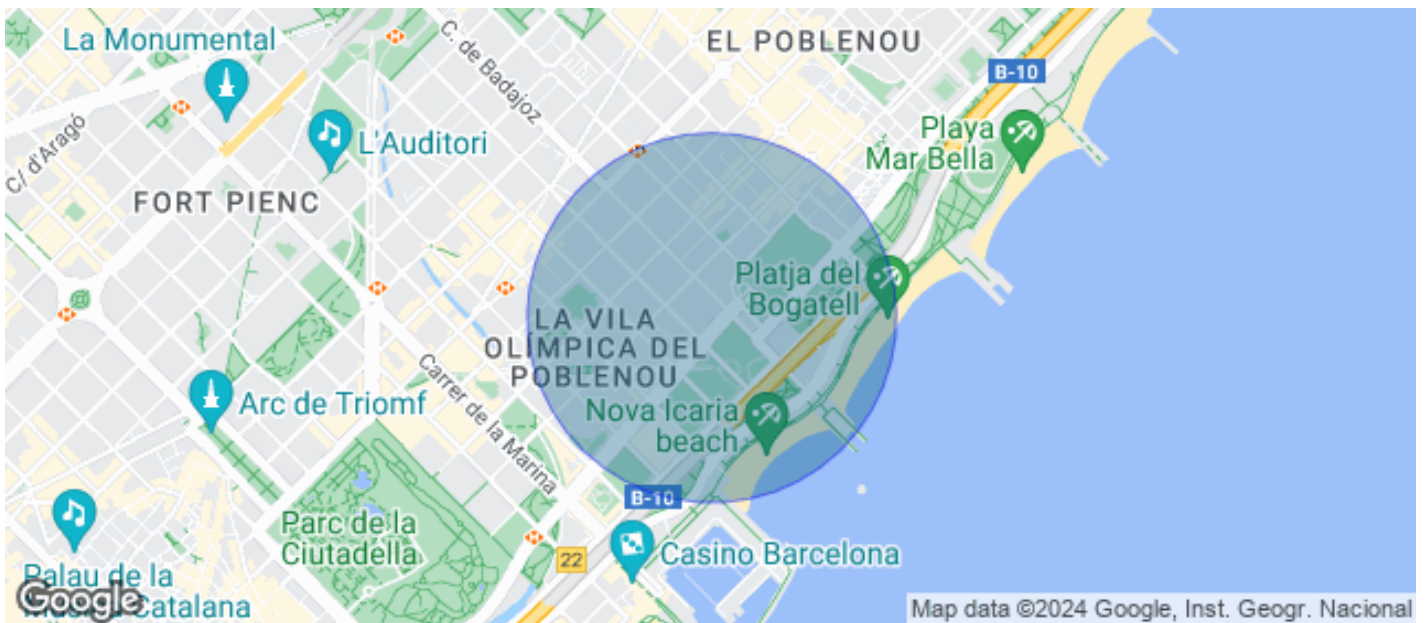 La Monumental
C. de Badajoz
EL POBLENOU
B-10
C/ d'Aragó
L'Auditori
Playa
Mar Bella
FORT PIENC
Platja del
Bogatell
LA VILA
OLÍMPICA DEL
POBLENOU
Carrer de la Marina
Arc de Triomf
Nova Icaria
beach
B-10
Parc de la
Ciutadella
22
Casino Barcelona
Palau de la
Música Catalana
Google
Map data ©2024 Google, Inst. Geogr. Nacional